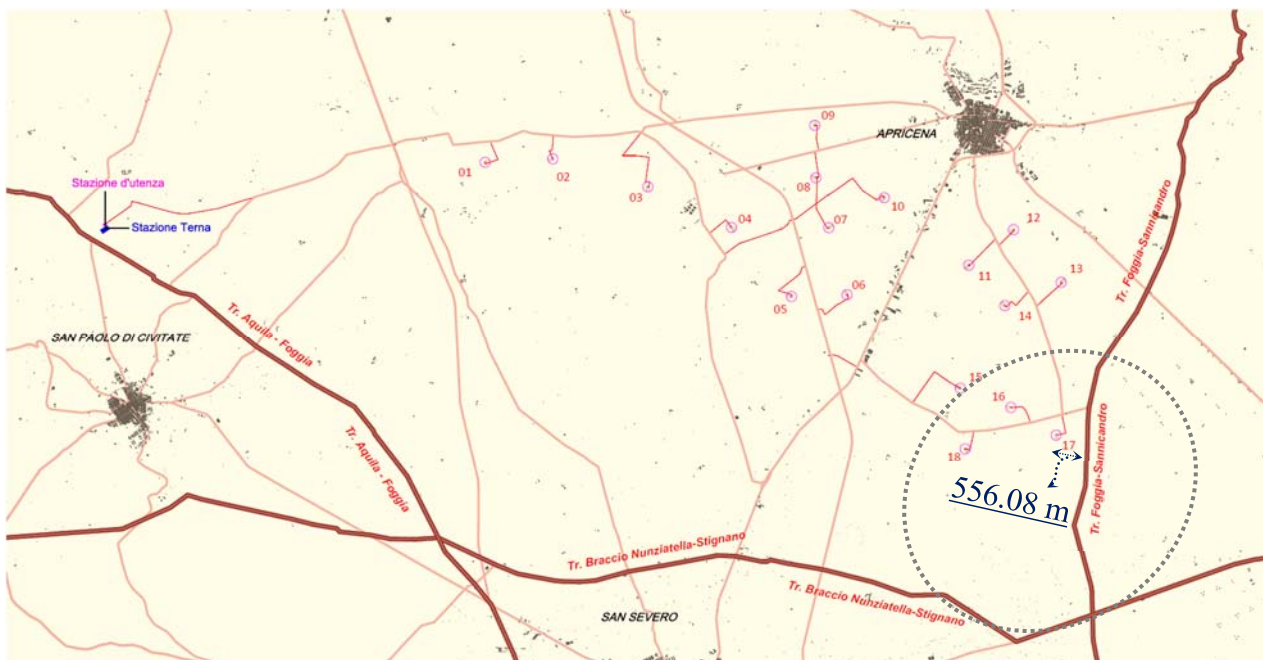 09
APRICENA
01
02
03
08
10
Stazione d'utenza
Stazione Terna
04
07
12
11
13
05
06
14
Tr. Foggia-Sannicandro
SAN PAOLO DI CIVITATE
Tr. Aquila - Foggia
15
16
17
18
Tr. Aquila - Foggia
Tr. Foggia-Sannicandro
556.08 m
Tr. Braccio Nunziatella-Stignano
Tr. Braccio Nunziatella-Stignano
SAN SEVERO